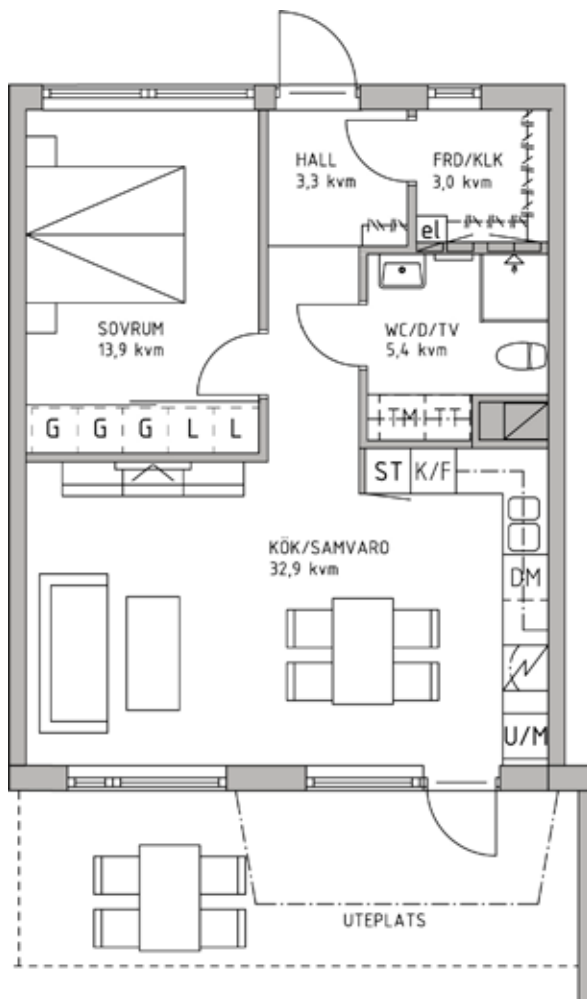 HALL
3,3 kvm
FRD/KLK
3,0 kvm
el
SOVRUM
13,9 kvm
WC/D/TV
5,4 kvm
G G G L L
TM TT
ST K/F
KÖK/SAMVARO
32,9 kvm
DM
U/M
UTEPLATS